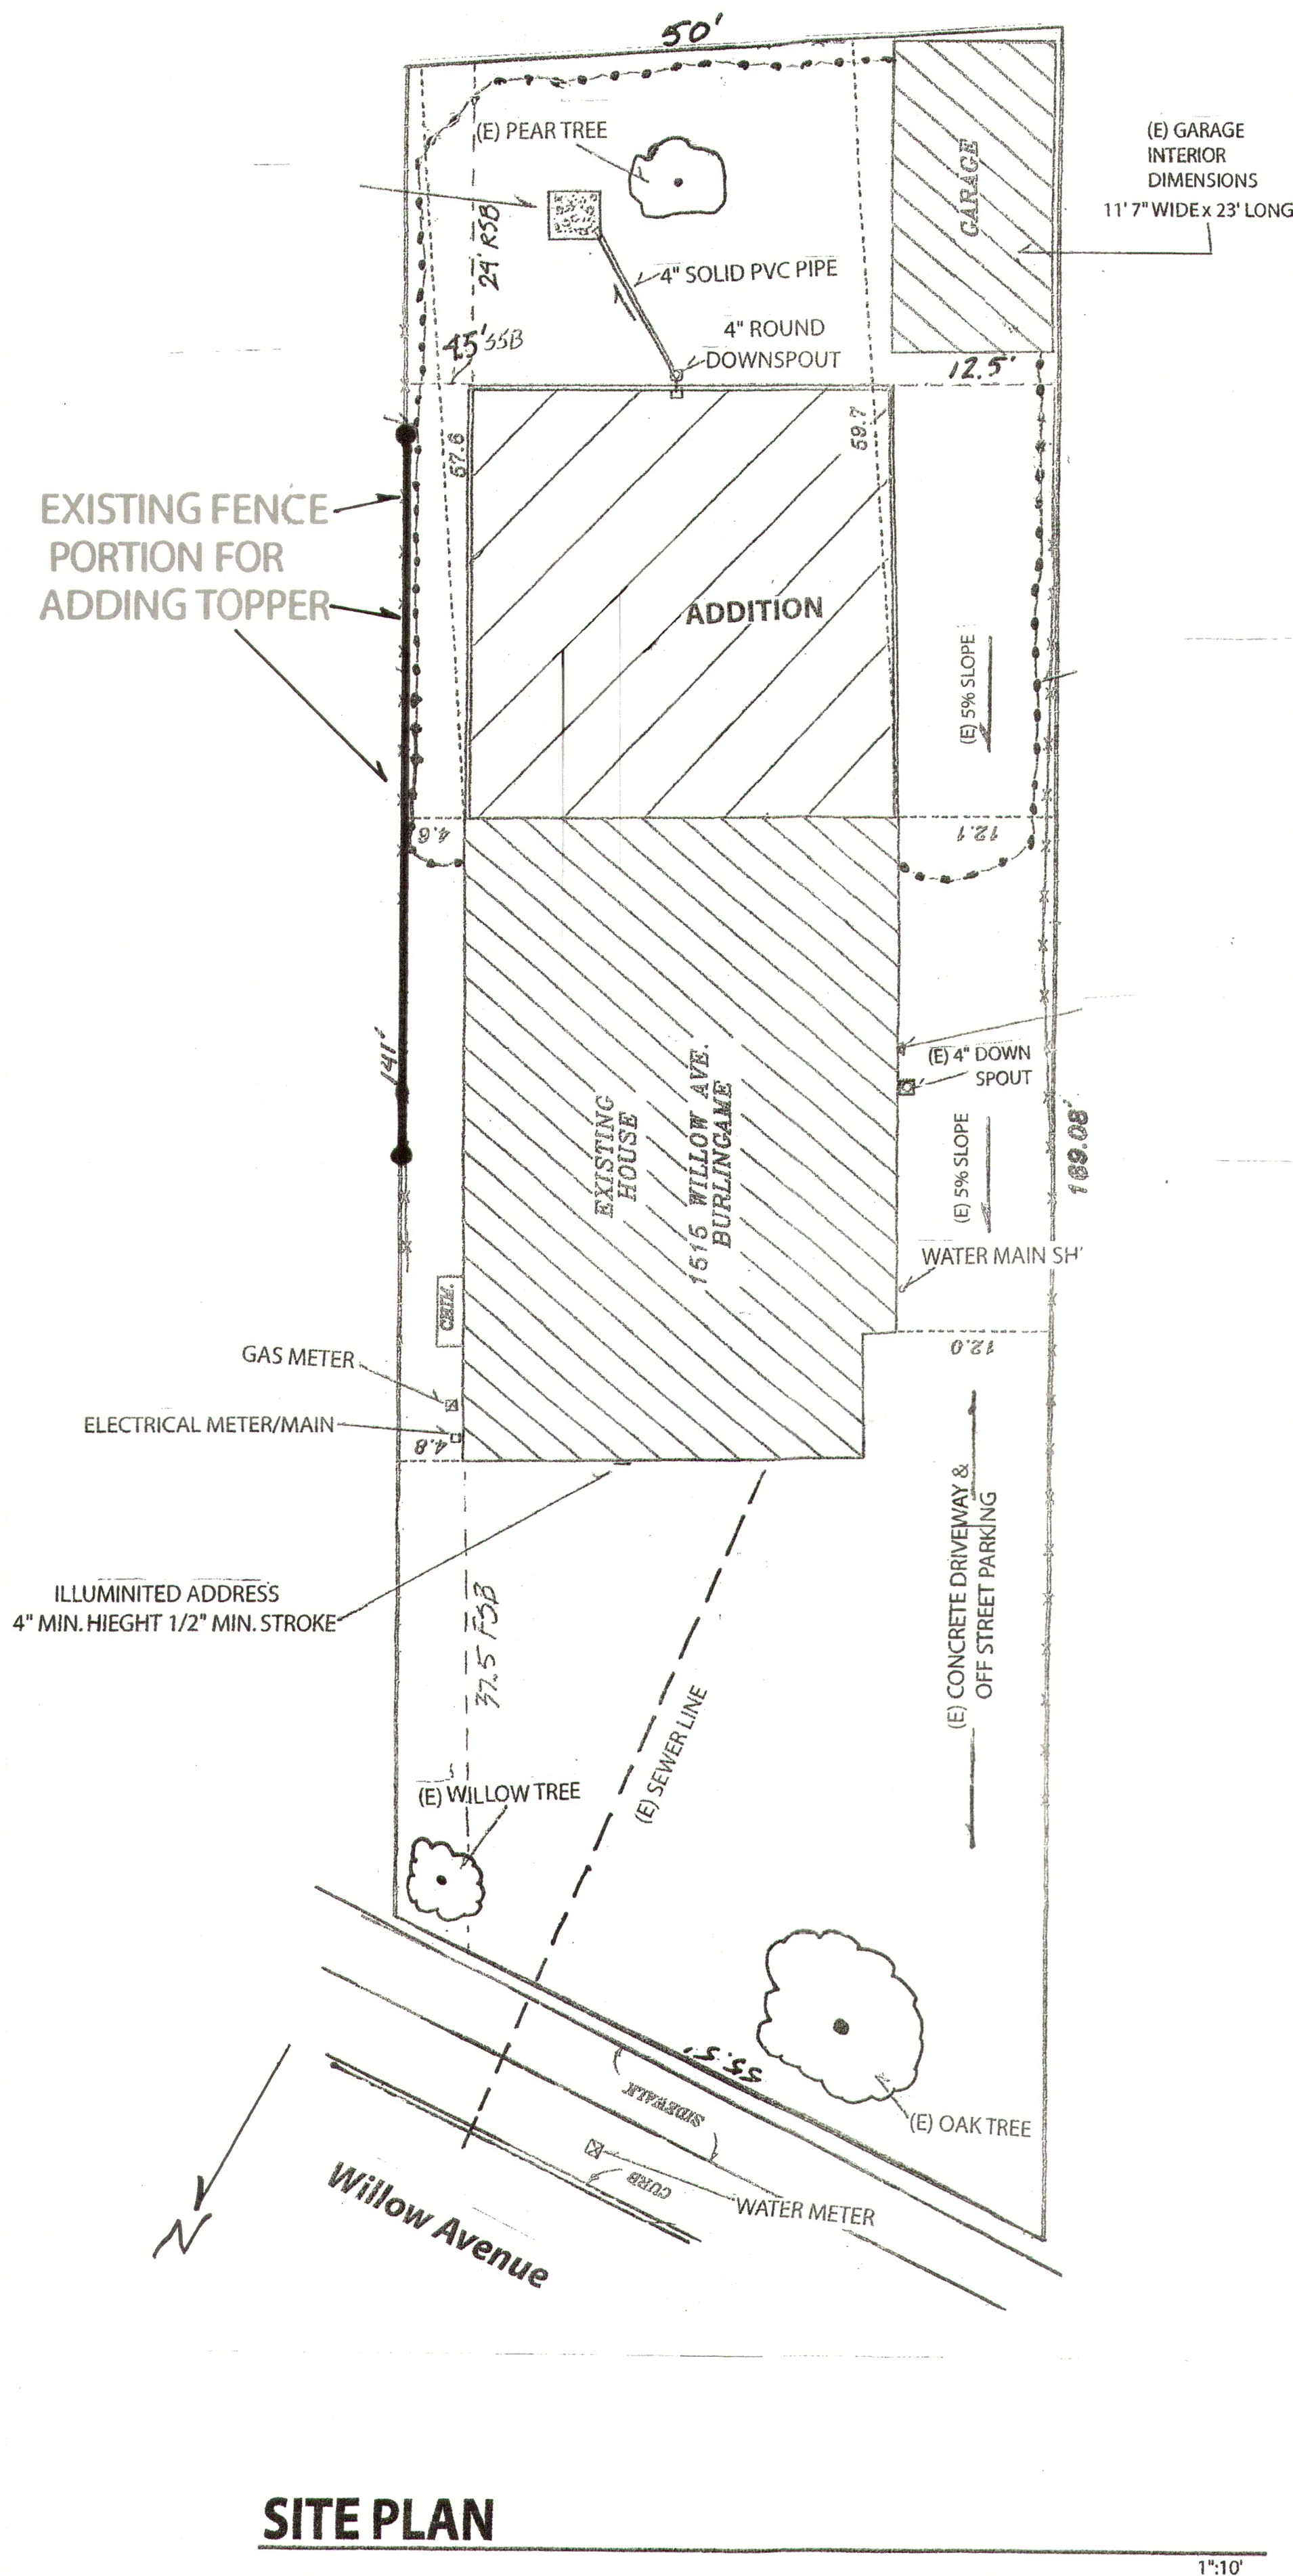 50'
(E) PEAR TREE
(E) GARAGE
INTERIOR
DIMENSIONS
11' 7" WIDE x 23' LONG
GARAGE
24' RSB
4" SOLID PVC PIPE
4" ROUND
DOWNSPOUT
4.5' SSB
12.5'
57.6
59.7
EXISTING FENCE
PORTION FOR
ADDING TOPPER
ADDITION
(E) 5% SLOPE
4.6
12.1
141'
(E) 4" DOWN
SPOUT
EXISTING
HOUSE
1515 WILLOW AVE.
BURLINGAME
(E) 5% SLOPE
169.08'
WATER MAIN SH'
CHIM.
12.0
GAS METER
ELECTRICAL METER/MAIN
4.8
ILLUMINITED ADDRESS
4" MIN. HIEGHT 1/2" MIN. STROKE
37.5 FSB
(E) CONCRETE DRIVEWAY &
OFF STREET PARKING
(E) SEWER LINE
(E) WILLOW TREE
55.5'
SIDEWALK
(E) OAK TREE
CURB
WATER METER
Willow Avenue
N
SITE PLAN
1":10'